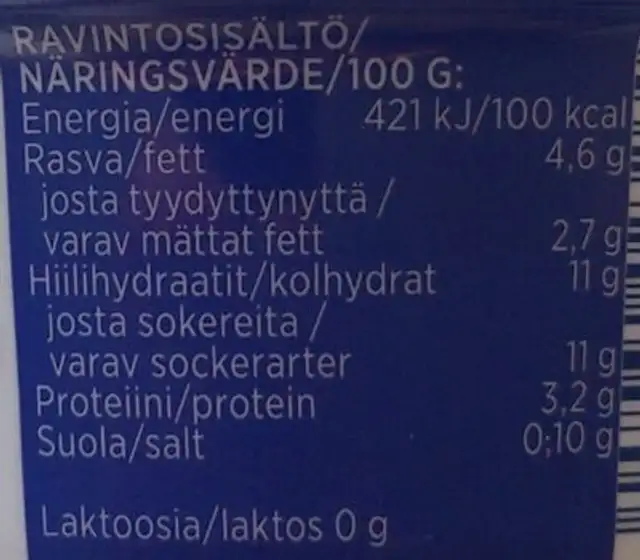 RAVINTOSISÄLTÖ/
NÄRINGSVÄRDE/100 G:
Energia/energi 421 kJ/100 kcal
Rasva/fett 4,6 g
josta tyydyttynyttä /
varav mättat fett 2,7 g
Hiilihydraatit/kolhydrat 11 g
josta sokereita /
varav sockerarter 11 g
Proteiini/protein 3,2 g
Suola/salt 0,10 g
Laktoosia/laktos 0 g